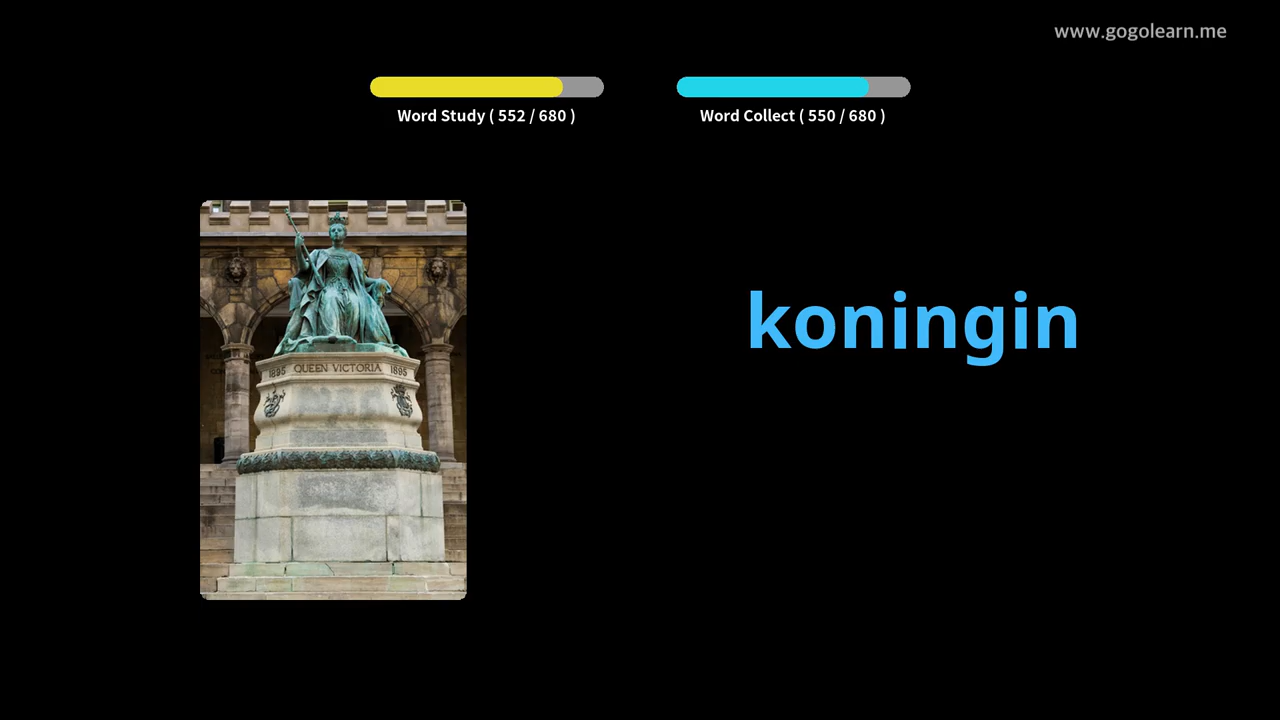 www.gogolearn.me
Word Study ( 552 / 680 )
Word Collect ( 550 / 680 )
koningin
1895 QUEEN VICTORIA 1895